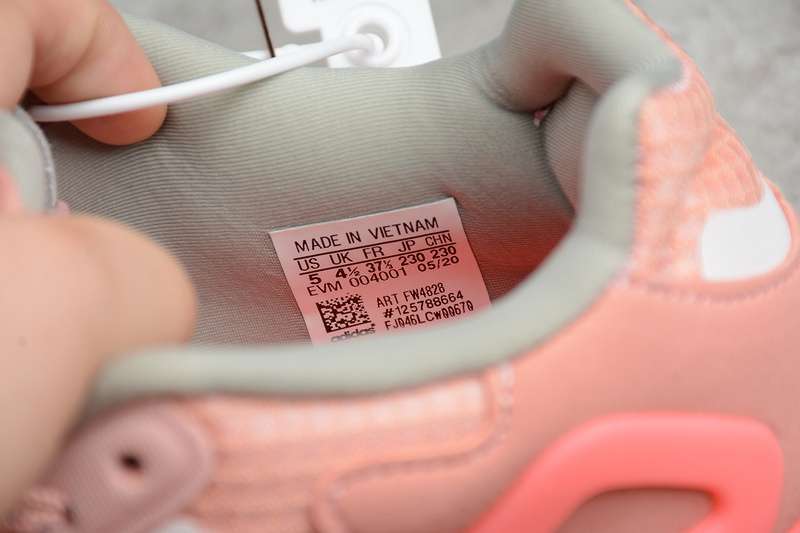 MADE IN VIETNAM
US UK FR JP CHN
5 4½ 37⅓ 230 230
EVM 004001 05/20
ART FW4828
#125788664
FJ046LCWQ067Q
adidas